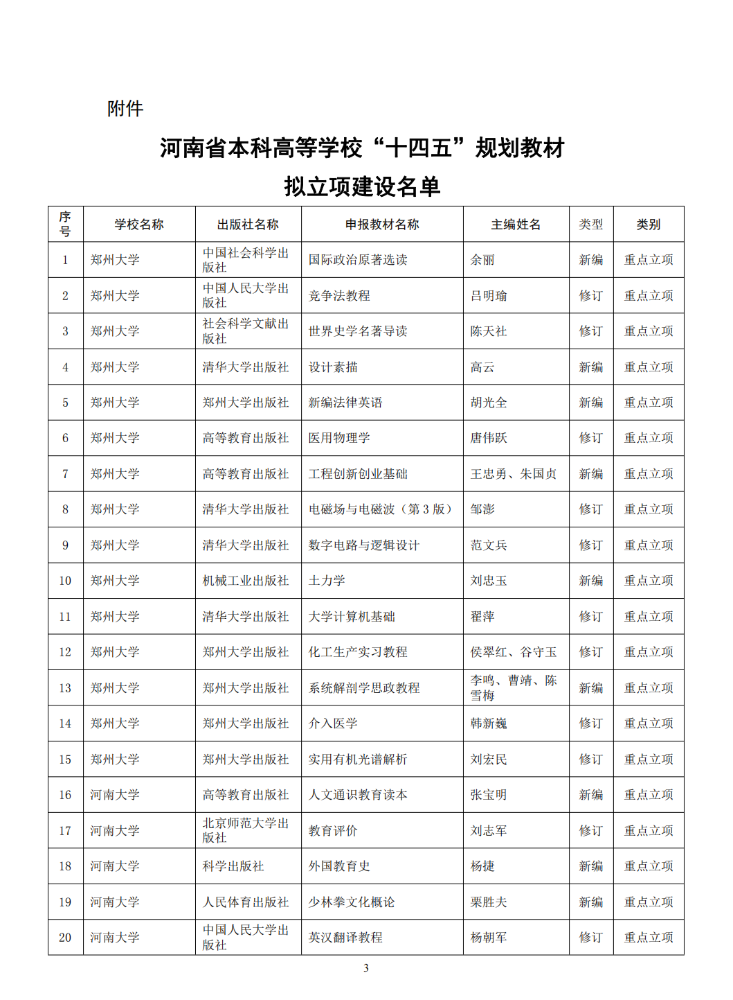 附件
河南省本科高等学校“十四五”规划教材
拟立项建设名单
序号 学校名称 出版社名称 申报教材名称 主编姓名 类型 类别
1 郑州大学 中国社会科学出版社 国际政治原著选读 余丽 新编 重点立项
2 郑州大学 中国人民大学出版社 竞争法教程 吕明瑜 修订 重点立项
3 郑州大学 社会科学文献出版社 世界史学名著导读 陈天社 修订 重点立项
4 郑州大学 清华大学出版社 设计素描 高云 新编 重点立项
5 郑州大学 郑州大学出版社 新编法律英语 胡光全 新编 重点立项
6 郑州大学 高等教育出版社 医用物理学 唐伟跃 修订 重点立项
7 郑州大学 高等教育出版社 工程创新创业基础 王忠勇、朱国贞 新编 重点立项
8 郑州大学 清华大学出版社 电磁场与电磁波（第 3 版） 邹澎 修订 重点立项
9 郑州大学 清华大学出版社 数字电路与逻辑设计 范文兵 修订 重点立项
10 郑州大学 机械工业出版社 土力学 刘忠玉 新编 重点立项
11 郑州大学 清华大学出版社 大学计算机基础 翟萍 修订 重点立项
12 郑州大学 郑州大学出版社 化工生产实习教程 侯翠红、谷守玉 修订 重点立项
13 郑州大学 郑州大学出版社 系统解剖学思政教程 李鸣、曹靖、陈雪梅 新编 重点立项
14 郑州大学 郑州大学出版社 介入医学 韩新巍 修订 重点立项
15 郑州大学 郑州大学出版社 实用有机光谱解析 刘宏民 修订 重点立项
16 河南大学 高等教育出版社 人文通识教育读本 张宝明 新编 重点立项
17 河南大学 北京师范大学出版社 教育评价 刘志军 修订 重点立项
18 河南大学 科学出版社 外国教育史 杨捷 新编 重点立项
19 河南大学 人民体育出版社 少林拳文化概论 栗胜夫 新编 重点立项
20 河南大学 中国人民大学出版社 英汉翻译教程 杨朝军 修订 重点立项
3